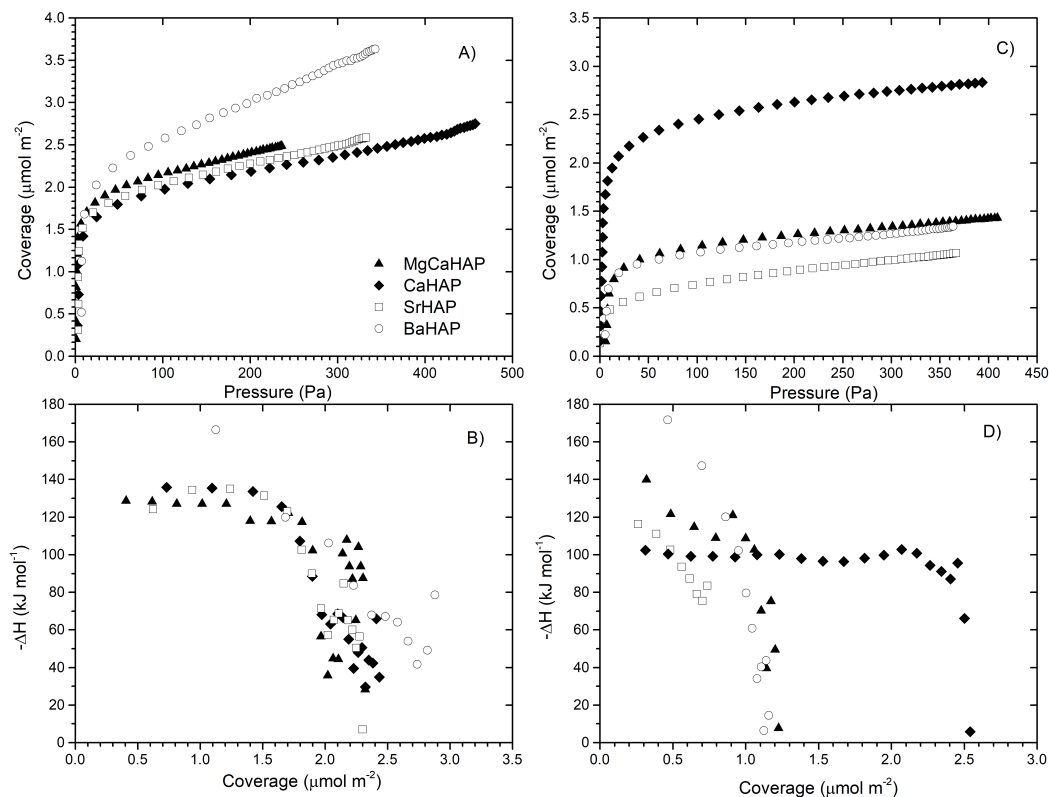 A)
Coverage (μmol m-2)
4.0
3.5
3.0
2.5
2.0
1.5
1.0
0.5
0.0
MgCaHAP
CaHAP
SrHAP
BaHAP
0 100 200 300 400 500
Pressure (Pa)
C)
Coverage (μmol m-2)
3.5
3.0
2.5
2.0
1.5
1.0
0.5
0.0
0 50 100 150 200 250 300 350 400 450
Pressure (Pa)
B)
-ΔH (kJ mol-1)
180
160
140
120
100
80
60
40
20
0
0.0 0.5 1.0 1.5 2.0 2.5 3.0 3.5
Coverage (μmol m-2)
D)
-ΔH (kJ mol-1)
180
160
140
120
100
80
60
40
20
0
0.0 0.5 1.0 1.5 2.0 2.5 3.0
Coverage (μmol m-2)